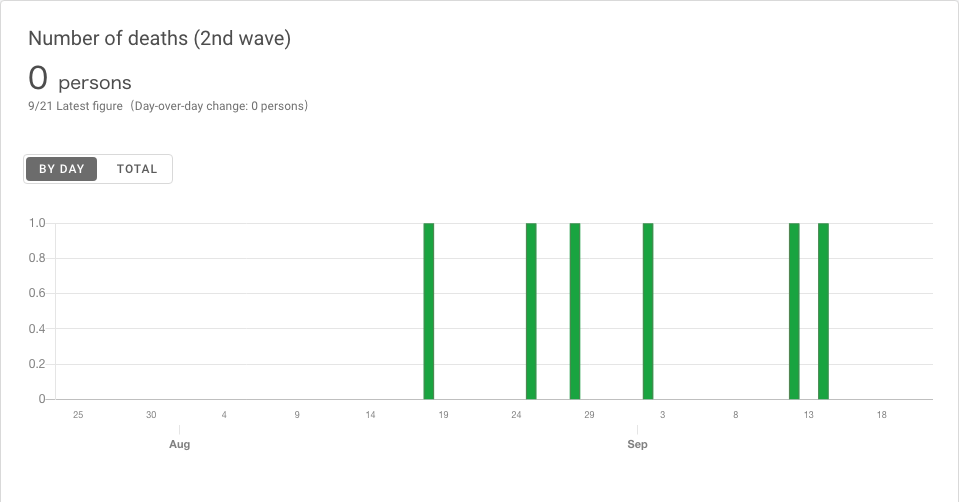 Number of deaths (2nd wave)
0 persons
9/21 Latest figure（Day-over-day change: 0 persons）
BY DAY TOTAL
1.0
0.8
0.6
0.4
0.2
0
25 30 4 9 14 19 24 29 3 8 13 18
Aug Sep